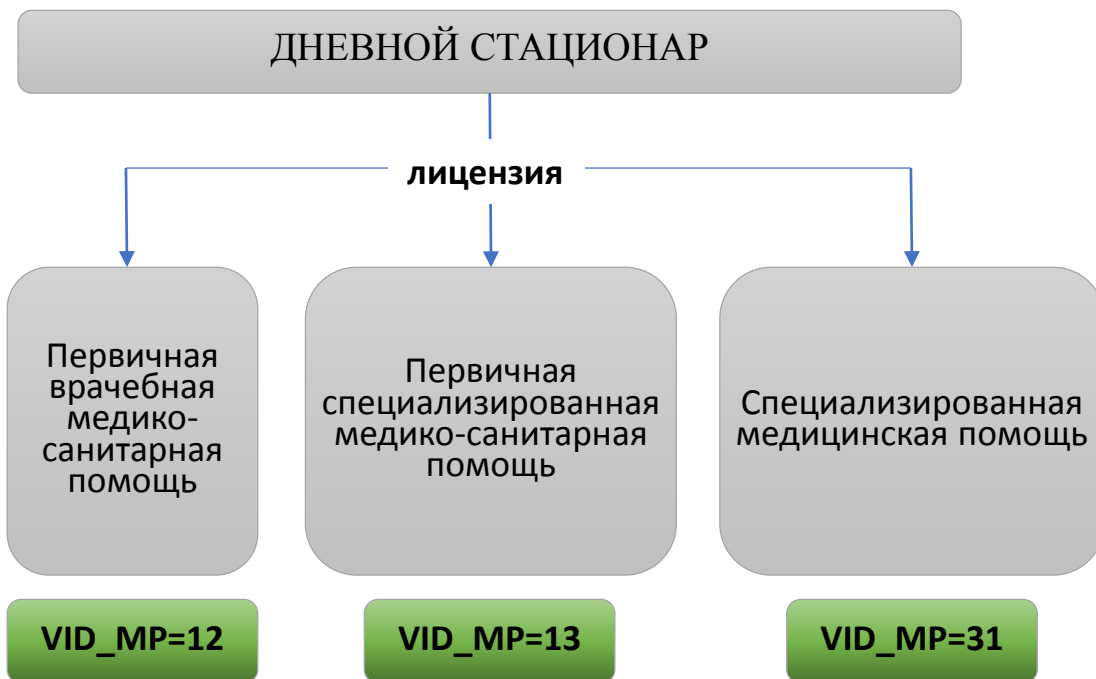 ДНЕВНОЙ СТАЦИОНАР
лицензия
Первичная
врачебная
медико-
санитарная
помощь
Первичная
специализированная
медико-санитарная
помощь
Специализированная
медицинская помощь
VID_MP=12
VID_MP=13
VID_MP=31